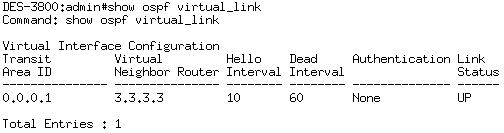 DES-3800:admin#show ospf virtual_link
Command: show ospf virtual_link

Virtual Interface Configuration
Transit         Virtual          Hello     Dead      Authentication  Link
Area ID         Neighbor Router  Interval  Interval                  Status
--------------- ---------------  --------  --------  --------------  ------
0.0.0.1         3.3.3.3          10        60        None            UP

Total Entries : 1